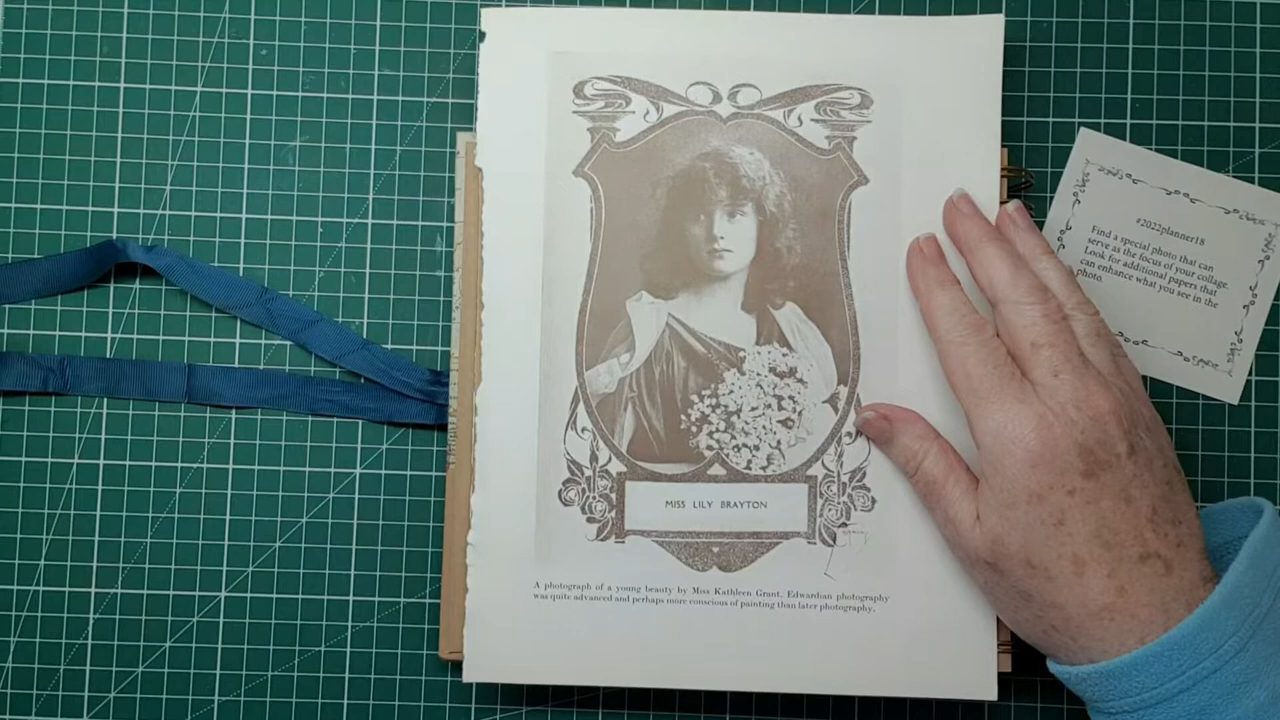 MISS LILY BRAYTON
A photograph of a young beauty by Miss Kathleen Grant. Edwardian photography
was quite advanced and perhaps more conscious of painting than later photography.
#2022planner18
Find a special photo that can
serve as the focus of your collage.
Look for additional papers that
can enhance what you see in the
photo.